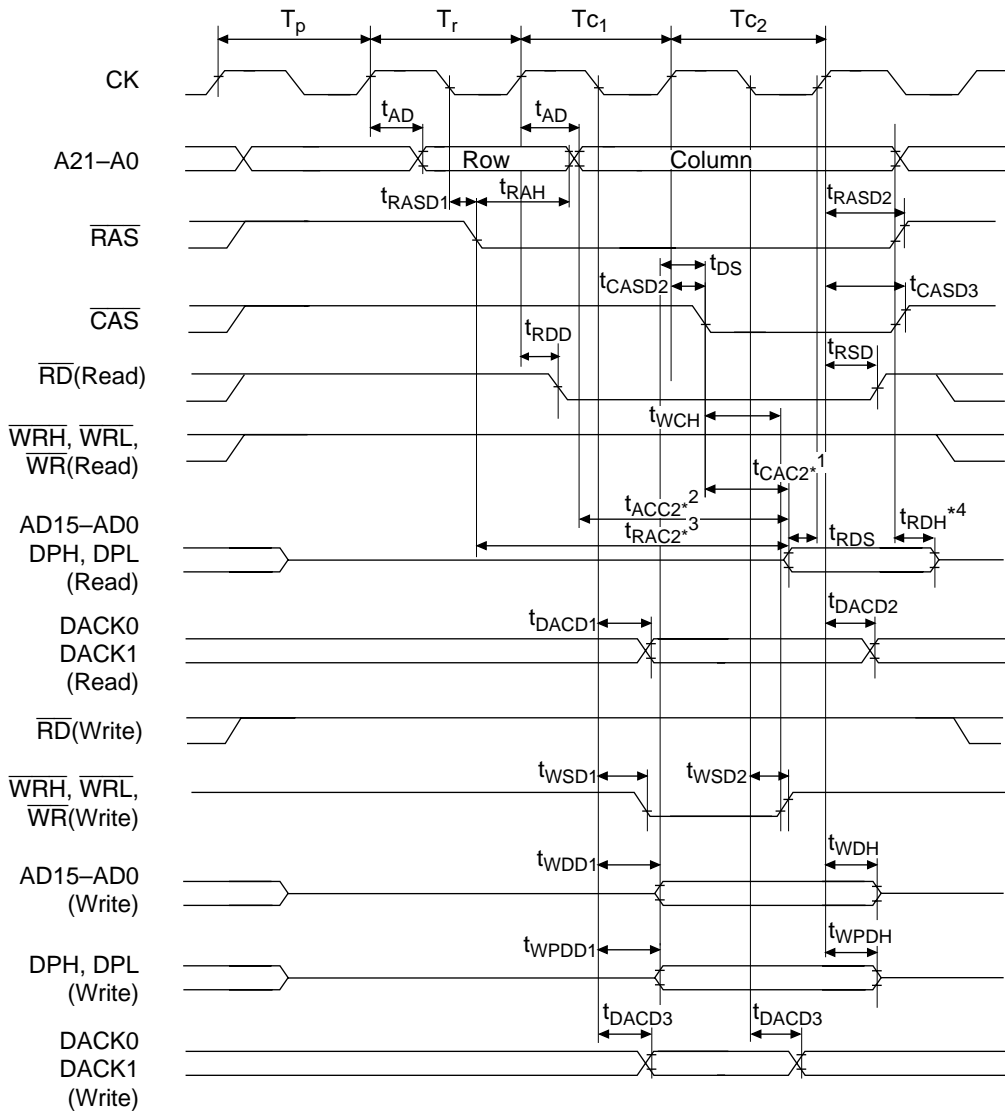 Tp Tr Tc1 Tc2
CK
tAD tAD
A21–A0 Row Column
tRASD1 tRAH tRASD2
RAS
tDS
tCASD2 tCASD3
CAS
tRDD tRSD
RD(Read)
tWCH
WRH, WRL,
WR(Read)
tCAC2*1
tACC2*2
tRAC2*3 tRDS tRDH*4
AD15–AD0
DPH, DPL
(Read)
tDACD1 tDACD2
DACK0
DACK1
(Read)
RD(Write)
tWSD1 tWSD2
WRH, WRL,
WR(Write)
tWDD1 tWDH
AD15–AD0
(Write)
tWPDD1 tWPDH
DPH, DPL
(Write)
tDACD3 tDACD3
DACK0
DACK1
(Write)